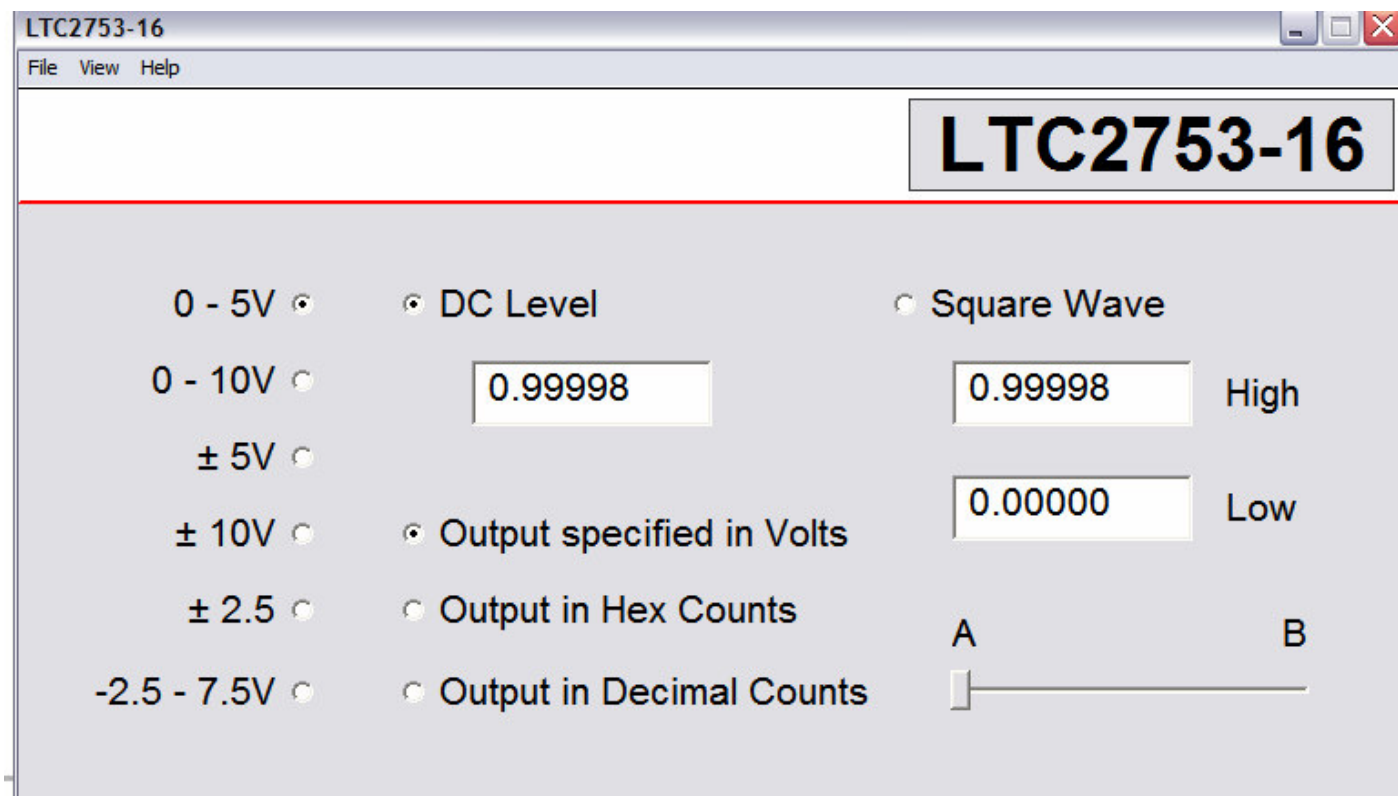 LTC2753-16
File View Help
LTC2753-16
0 - 5V
DC Level
Square Wave
0 - 10V
0.99998
0.99998
High
± 5V
0.00000
Low
± 10V
Output specified in Volts
± 2.5
Output in Hex Counts
A
B
-2.5 - 7.5V
Output in Decimal Counts